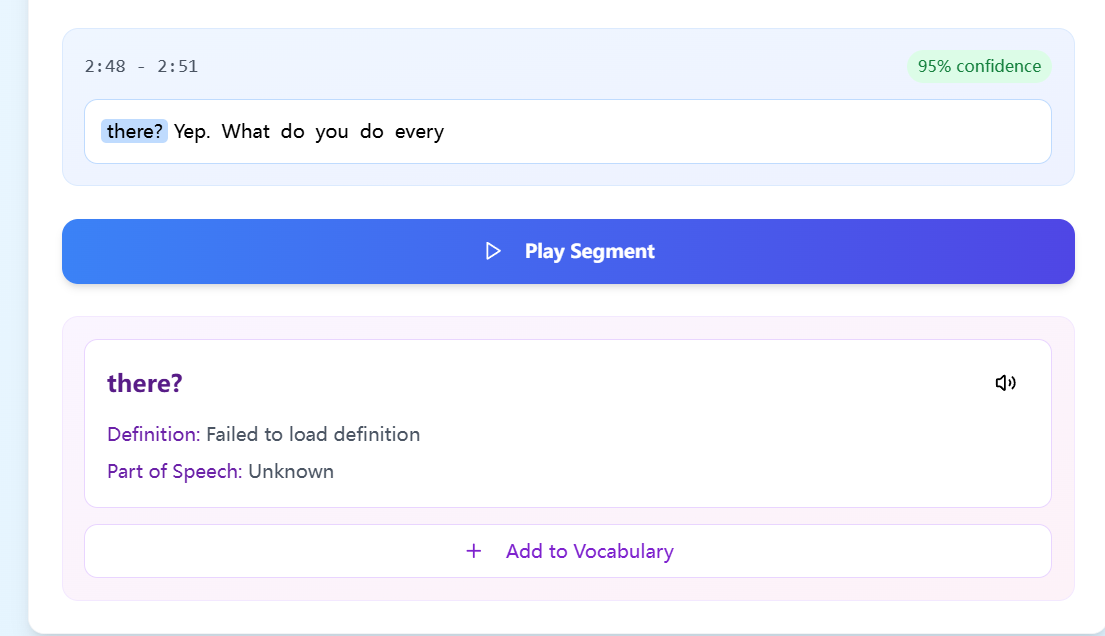 2:48 - 2:51
95% confidence
there? Yep. What do you do every
Play Segment
there?
Definition: Failed to load definition
Part of Speech: Unknown
+ Add to Vocabulary